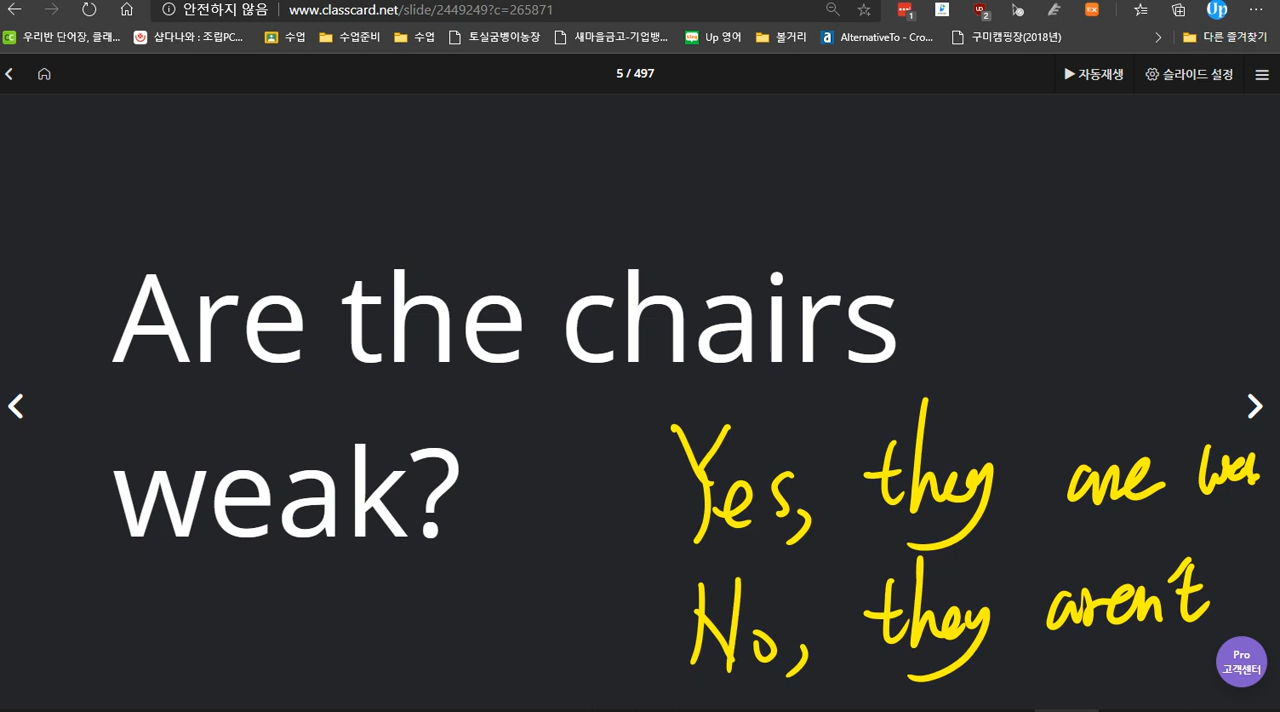 안전하지 않음 www.classcard.net/slide/2449249?c=265871
우리반 단어장, 클래... 샵다나와 : 조립PC... 수업 수업준비 수업 토실굼벵이농장 새마을금고-기업뱅... Up 영어 볼거리 AlternativeTo - Cro... 구미캠핑장(2018년) 다른 즐겨찾기
5 / 497 자동재생 슬라이드 설정
Are the chairs
weak?
Yes, they are wea
No, they aren't
Pro
고객센터